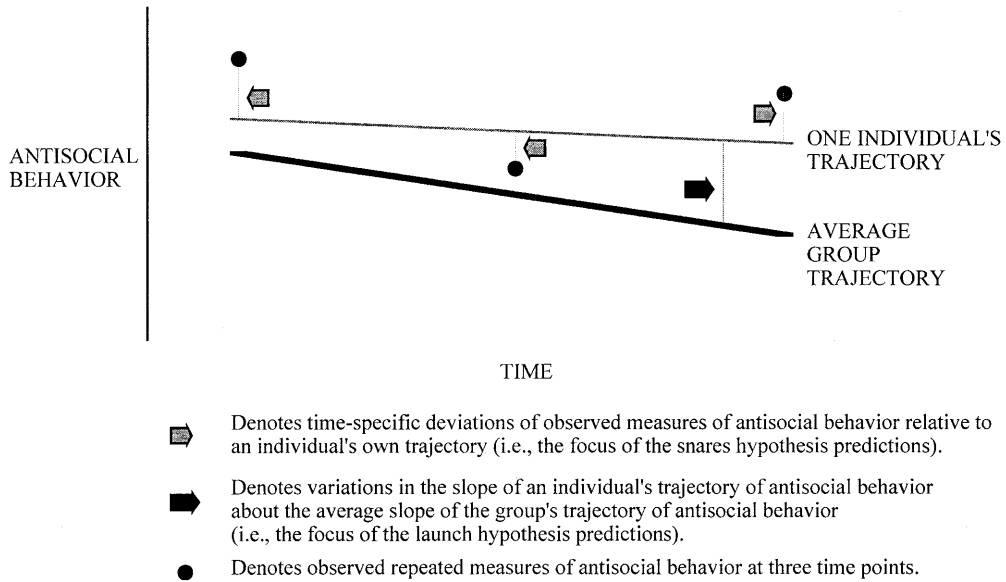 ANTISOCIAL
BEHAVIOR
ONE INDIVIDUAL'S
TRAJECTORY
AVERAGE
GROUP
TRAJECTORY
TIME
Denotes time-specific deviations of observed measures of antisocial behavior relative to
an individual's own trajectory (i.e., the focus of the snares hypothesis predictions).
Denotes variations in the slope of an individual's trajectory of antisocial behavior
about the average slope of the group's trajectory of antisocial behavior
(i.e., the focus of the launch hypothesis predictions).
Denotes observed repeated measures of antisocial behavior at three time points.